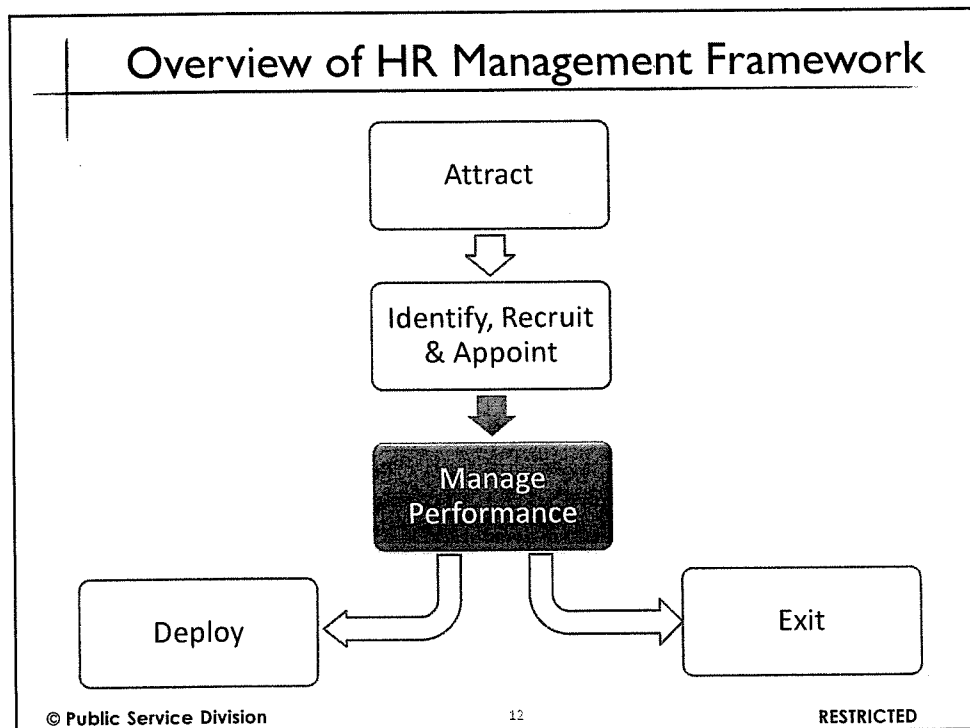 Overview of HR Management Framework
Attract
Identify, Recruit
& Appoint
Manage
Performance
Deploy
Exit
© Public Service Division
12
RESTRICTED